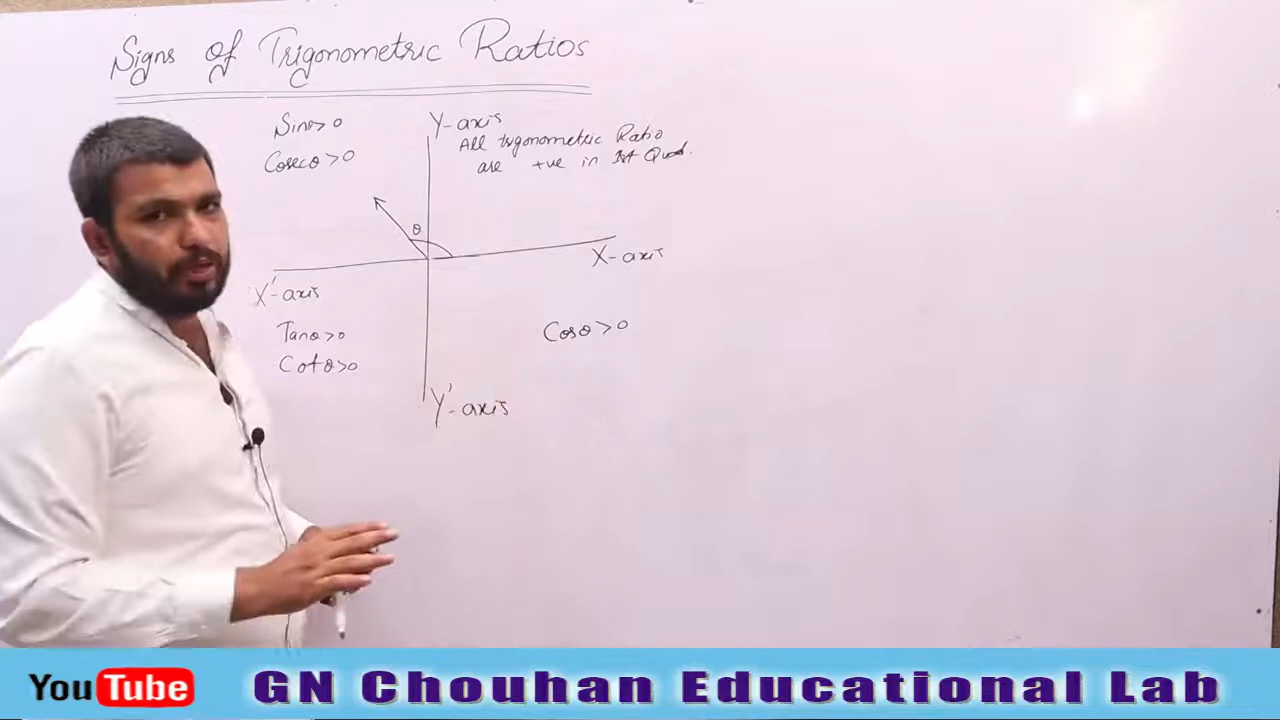 Signs of Trigonometric Ratios
Sinθ>0
Cosecθ>0
Y-axis
All trigonometric Ratio
are +ve in 1st Quad.
θ
X-axis
X'-axis
Tanθ>0
Cotθ>0
Cosθ>0
Y'-axis
YouTube GN Chouhan Educational Lab